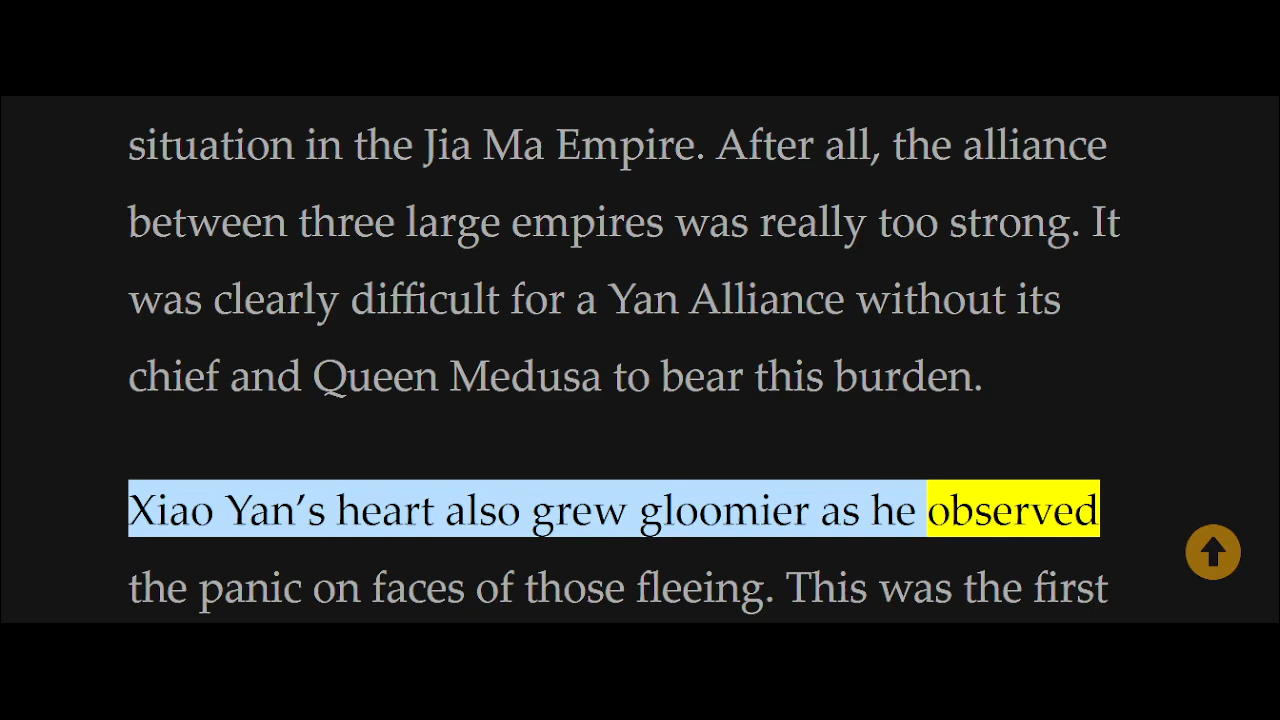 situation in the Jia Ma Empire. After all, the alliance
between three large empires was really too strong. It
was clearly difficult for a Yan Alliance without its
chief and Queen Medusa to bear this burden.
Xiao Yan’s heart also grew gloomier as he observed
the panic on faces of those fleeing. This was the first